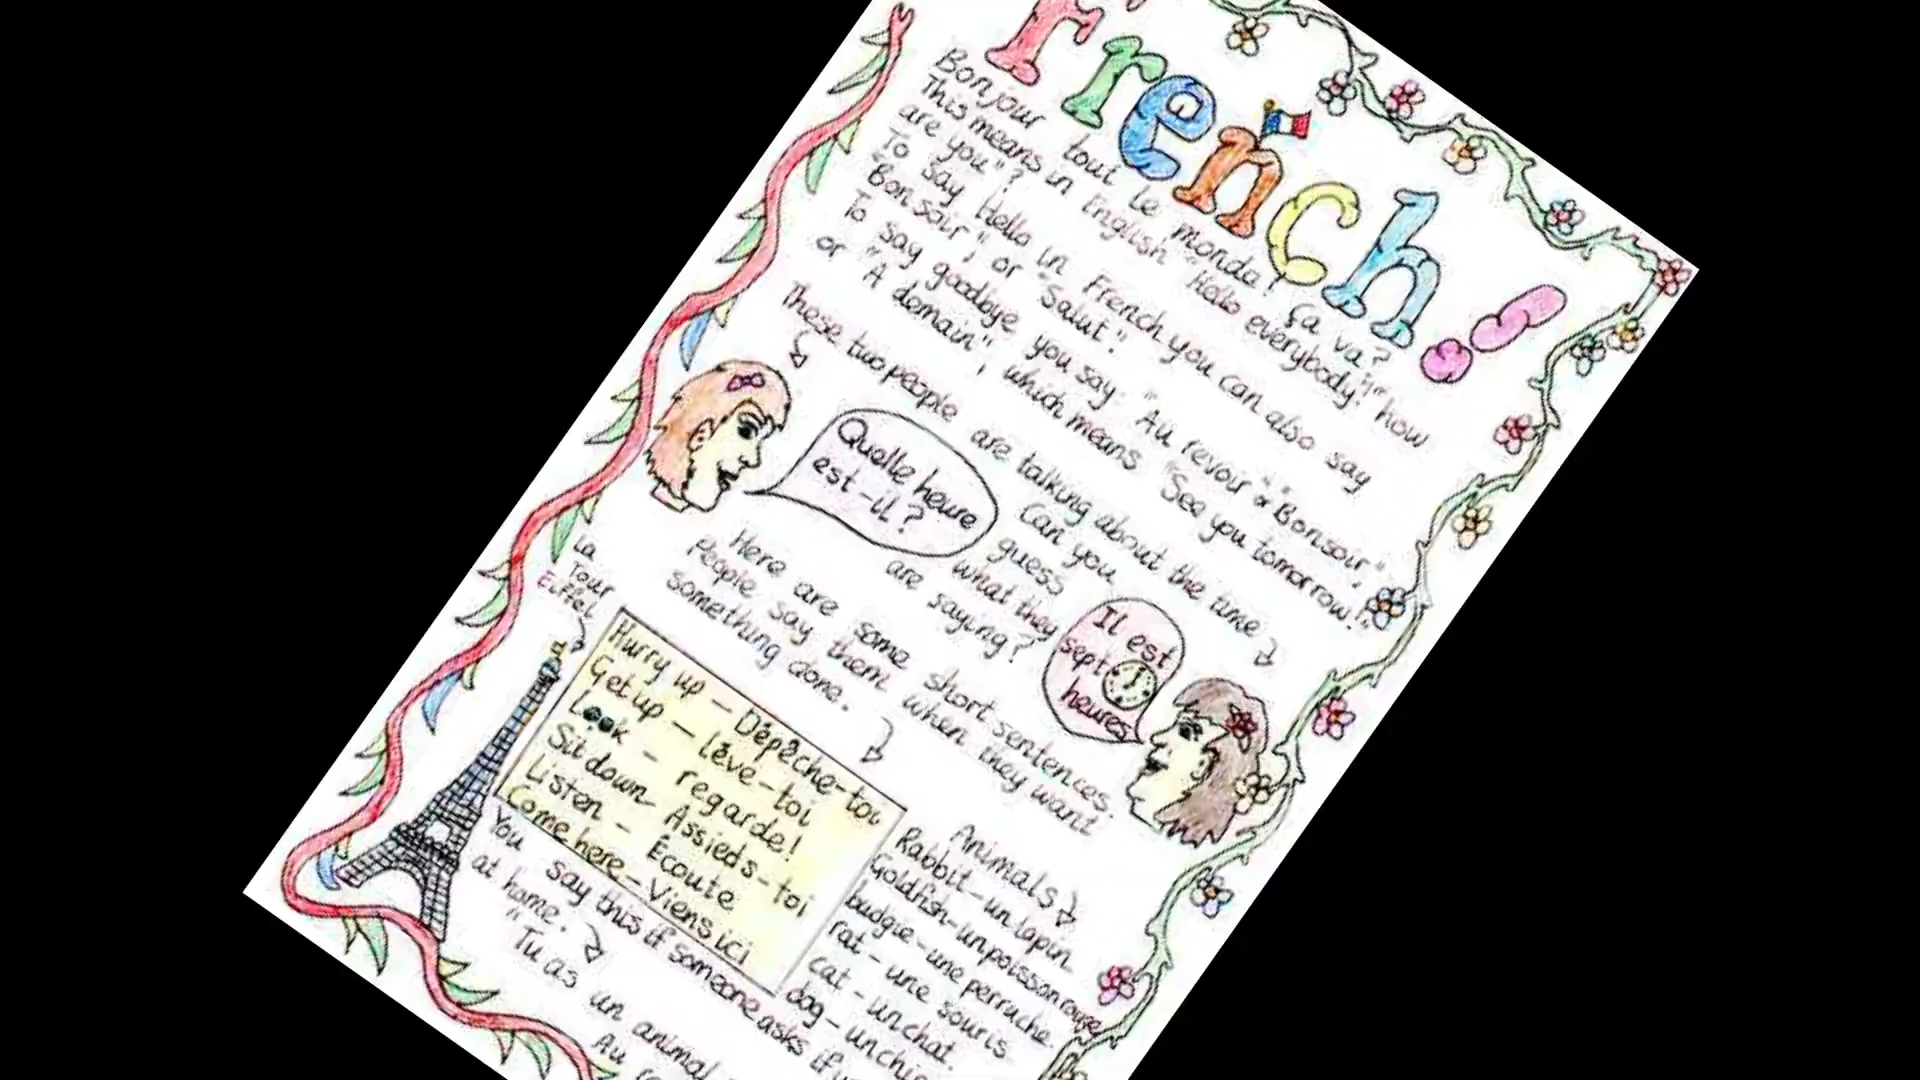 French!
Bonjour tout le monda! Ça va?
This means in English "Hello everybody!" "how
are you"?
To say Hello in French you can also say
"Bonsoir", or "Salut".
To say goodbye you say "Au revoir" "Bonsoir",
or "A demain", which means "See you tomorrow!"
These two people are talking about the time
Quelle heure
est-il?
Can you
guess
what they
are saying?
Il est
sept
heures
Here are some short sentences.
People say them when they want
something done.
La
Tour
Eiffel
Hurry up - Dépêche-toi
Get up - Lève-toi
Look - regarde!
Sit down - Assieds-toi
Listen - Écoute
Come here - Viens ici
Animals
Rabbit - un lapin
Goldfish - un poisson rouge
budgie - une perruche
rat - une souris
cat - un chat.
dog - un
You say this if someone asks if
at home.
"Tu as un animal
Au